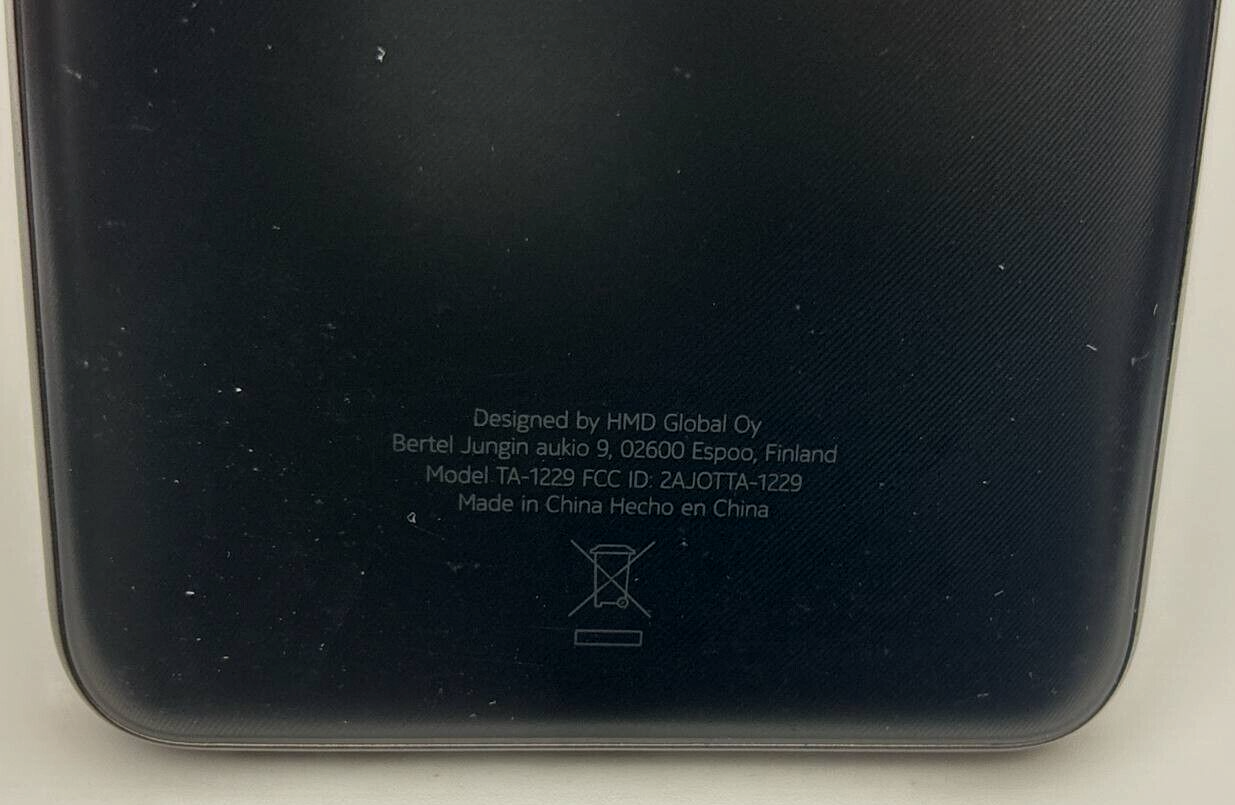 Designed by HMD Global Oy
Bertel Jungin aukio 9, 02600 Espoo, Finland
Model TA-1229 FCC ID: 2AJOTTA-1229
Made in China Hecho en China